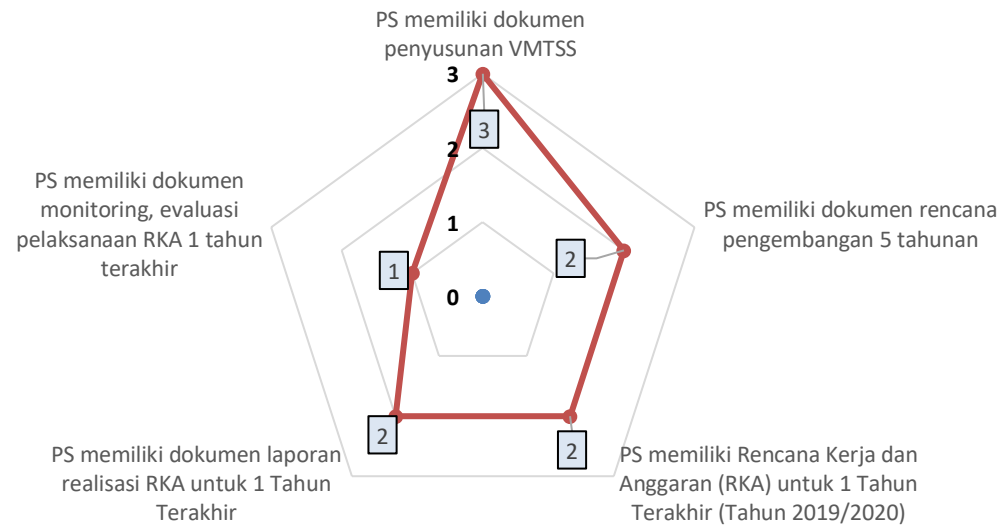 PS memiliki dokumen
penyusunan VMTSS
3
3
2
1
0
PS memiliki dokumen rencana
pengembangan 5 tahunan
2
PS memiliki Rencana Kerja dan
Anggaran (RKA) untuk 1 Tahun
Terakhir (Tahun 2019/2020)
2
PS memiliki dokumen laporan
realisasi RKA untuk 1 Tahun
Terakhir
2
PS memiliki dokumen
monitoring, evaluasi
pelaksanaan RKA 1 tahun
terakhir
1